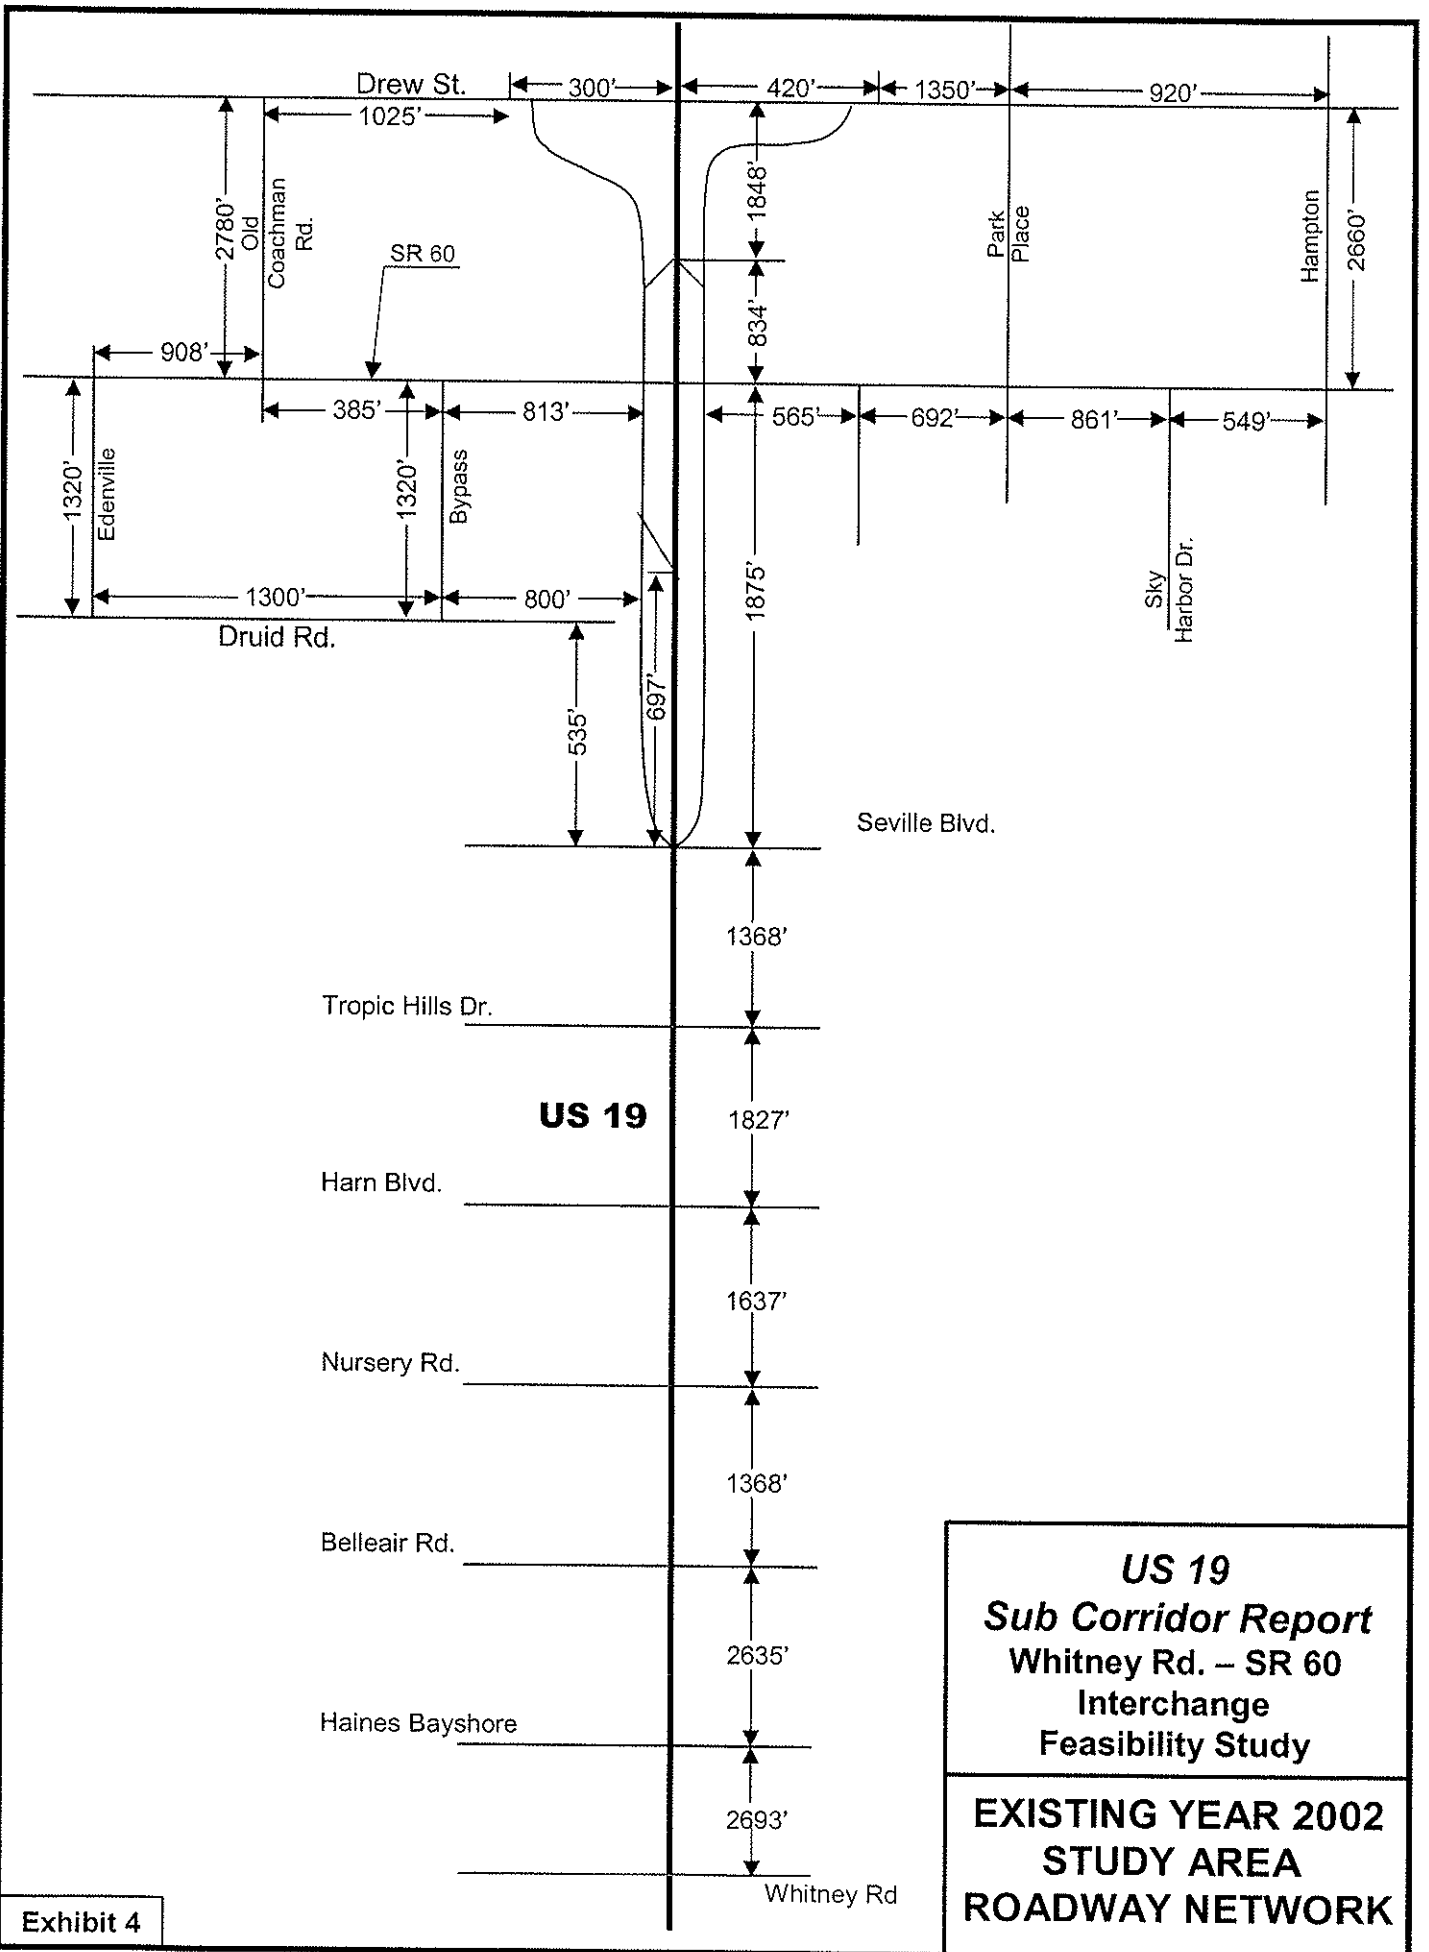 Drew St.
300'
420'
1350'
920'
1025'
2780'
Old
Coachman
Rd.
SR 60
1848'
834'
Park
Place
Hampton
2660'
908'
385'
813'
565'
692'
861'
549'
1320'
Edenville
1320'
Bypass
1300'
800'
Druid Rd.
535'
697'
1875'
Sky
Harbor Dr.
Seville Blvd.
1368'
Tropic Hills Dr.
US 19
1827'
Harn Blvd.
1637'
Nursery Rd.
1368'
Belleair Rd.
2635'
Haines Bayshore
2693'
Whitney Rd
US 19
Sub Corridor Report
Whitney Rd. – SR 60
Interchange
Feasibility Study
EXISTING YEAR 2002
STUDY AREA
ROADWAY NETWORK
Exhibit 4